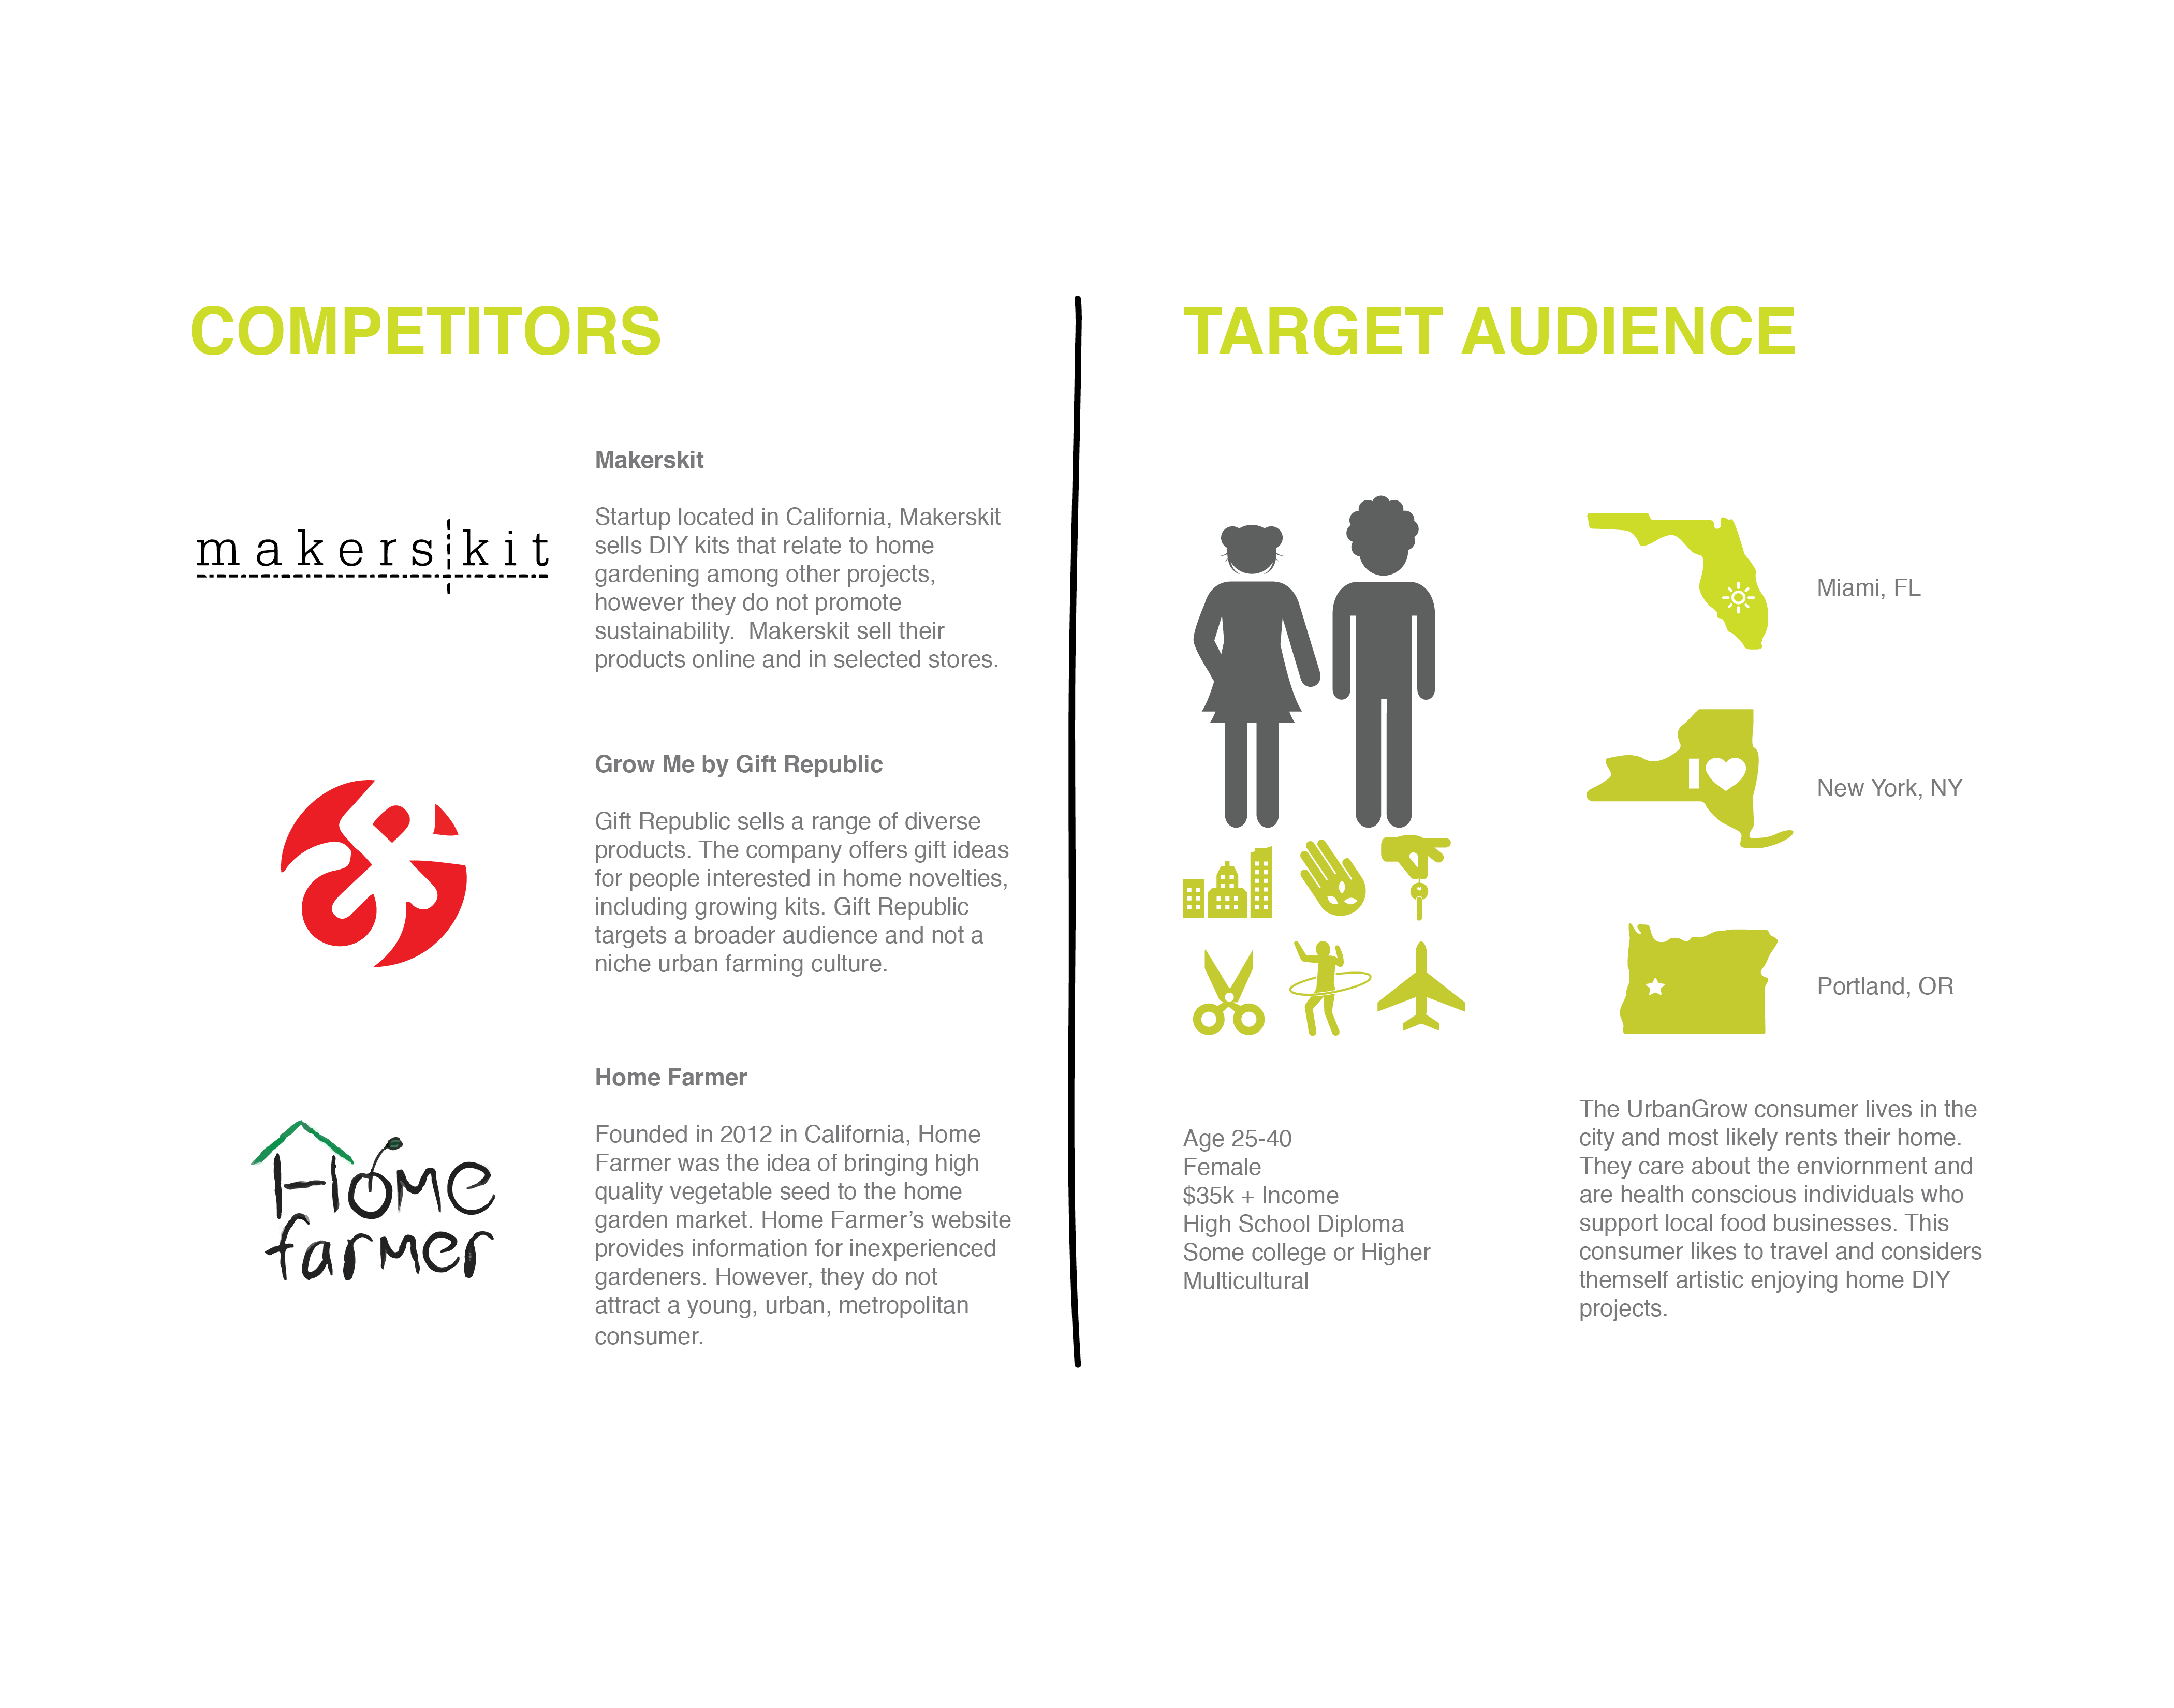 COMPETITORS
makers kit
Makerskit
Startup located in California, Makerskit
sells DIY kits that relate to home
gardening among other projects,
however they do not promote
sustainability.  Makerskit sell their
products online and in selected stores.
Grow Me by Gift Republic
Gift Republic sells a range of diverse
products. The company offers gift ideas
for people interested in home novelties,
including growing kits. Gift Republic
targets a broader audience and not a
niche urban farming culture.
Home
farmer
Home Farmer
Founded in 2012 in California, Home
Farmer was the idea of bringing high
quality vegetable seed to the home
garden market. Home Farmer’s website
provides information for inexperienced
gardeners. However, they do not
attract a young, urban, metropolitan
consumer.
TARGET AUDIENCE
Miami, FL
I
New York, NY
Portland, OR
Age 25-40
Female
$35k + Income
High School Diploma
Some college or Higher
Multicultural
The UrbanGrow consumer lives in the
city and most likely rents their home.
They care about the enviornment and
are health conscious individuals who
support local food businesses. This
consumer likes to travel and considers
themself artistic enjoying home DIY
projects.